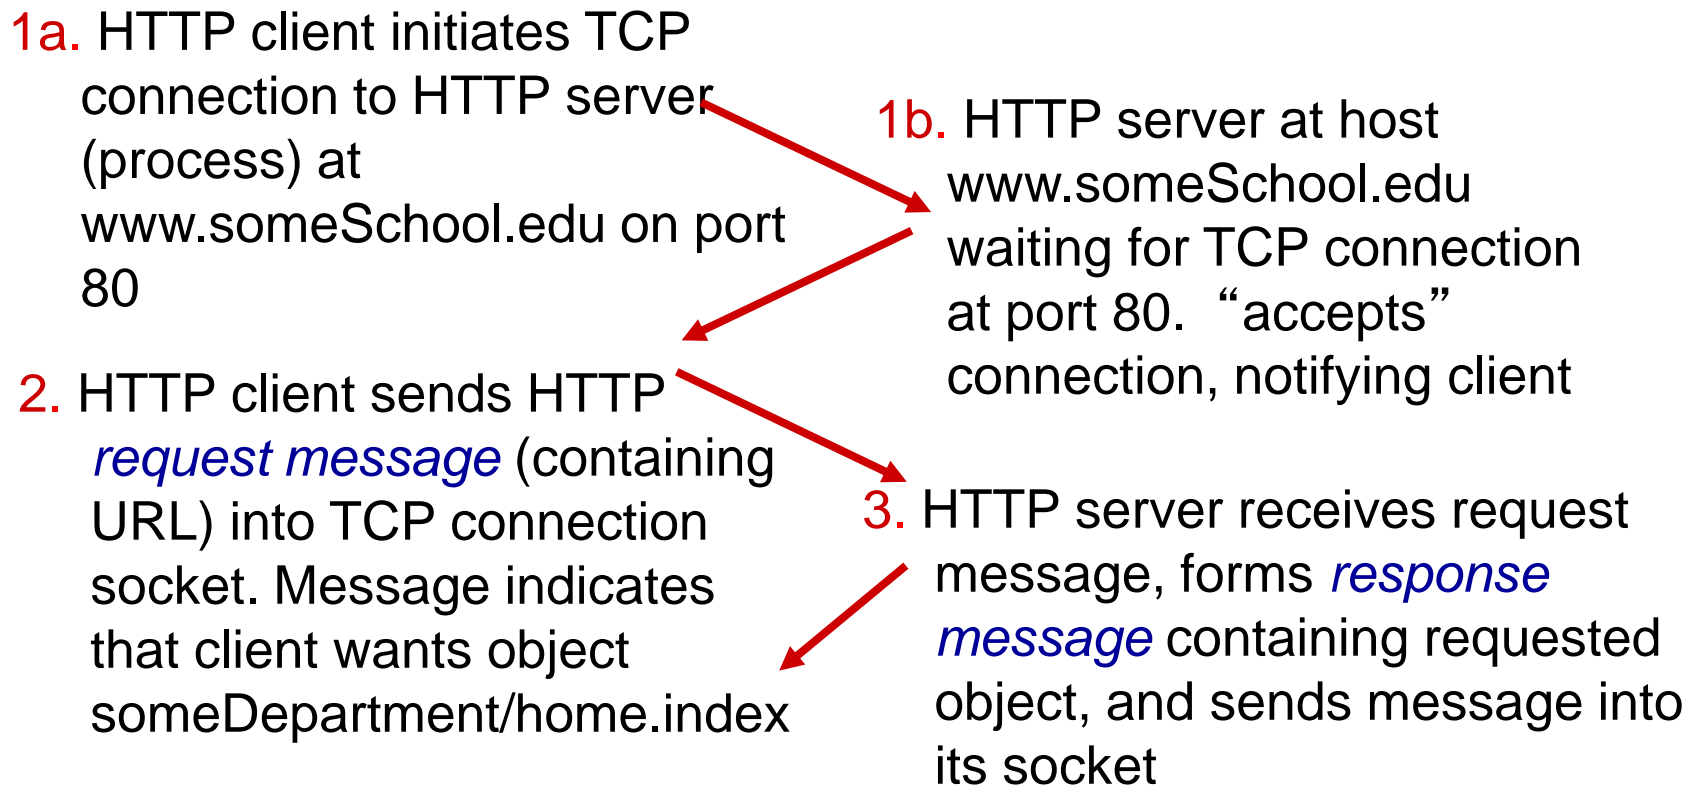 1a. HTTP client initiates TCP
connection to HTTP server
(process) at
www.someSchool.edu on port
80
1b. HTTP server at host
www.someSchool.edu
waiting for TCP connection
at port 80. “accepts”
connection, notifying client
2. HTTP client sends HTTP
request message (containing
URL) into TCP connection
socket. Message indicates
that client wants object
someDepartment/home.index
3. HTTP server receives request
message, forms response
message containing requested
object, and sends message into
its socket